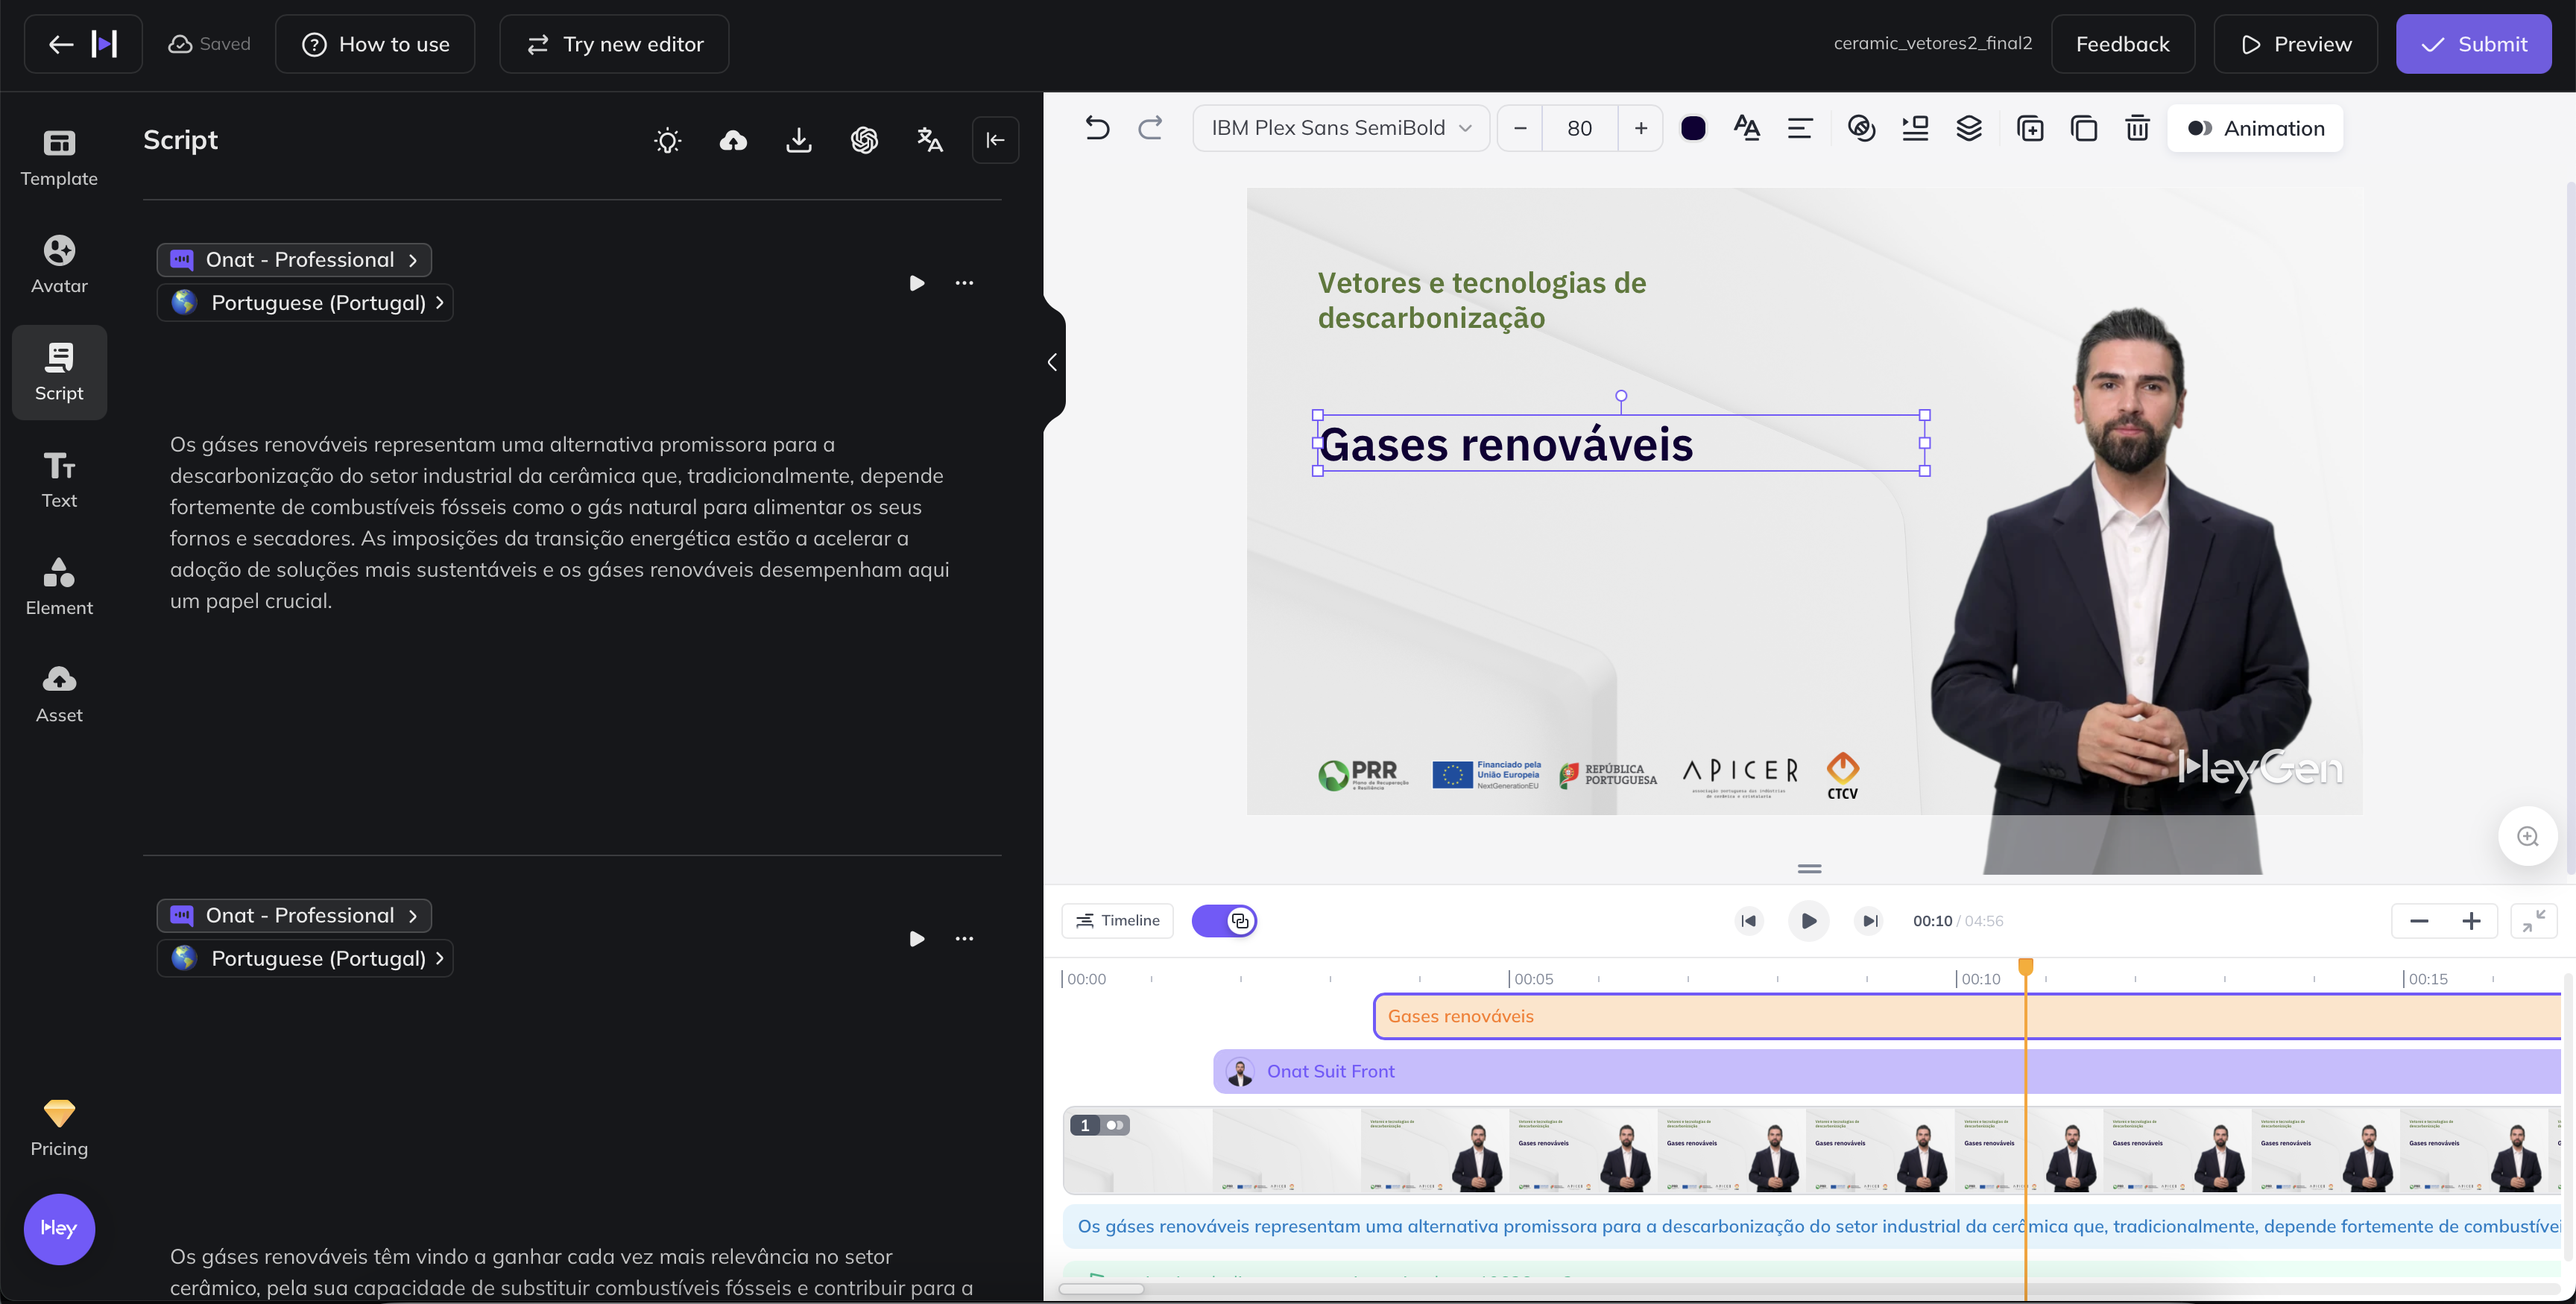 Saved
How to use
Try new editor
ceramic_vetores2_final2
Feedback
Preview
Submit
Template
Avatar
Script
Text
Element
Asset
Pricing
Hey
Script
Onat - Professional
Portuguese (Portugal)
Os gáses renováveis representam uma alternativa promissora para a
descarbonização do setor industrial da cerâmica que, tradicionalmente, depende
fortemente de combustíveis fósseis como o gás natural para alimentar os seus
fornos e secadores. As imposições da transição energética estão a acelerar a
adoção de soluções mais sustentáveis e os gáses renováveis desempenham aqui
um papel crucial.
Onat - Professional
Portuguese (Portugal)
Os gáses renováveis têm vindo a ganhar cada vez mais relevância no setor
cerâmico, pela sua capacidade de substituir combustíveis fósseis e contribuir para a
IBM Plex Sans SemiBold
80
Animation
Vetores e tecnologias de
descarbonização
Gases renováveis
PRR
Plano de Recuperação
e Resiliência
Financiado pela
União Europeia
NextGenerationEU
REPÚBLICA
PORTUGUESA
APICER
CTCV
HeyGen
Timeline
00:10 / 04:56
00:00
00:05
00:10
00:15
Gases renováveis
Onat Suit Front
1
Os gáses renováveis representam uma alternativa promissora para a descarbonização do setor industrial da cerâmica que, tradicionalmente, depende fortemente de combustívei